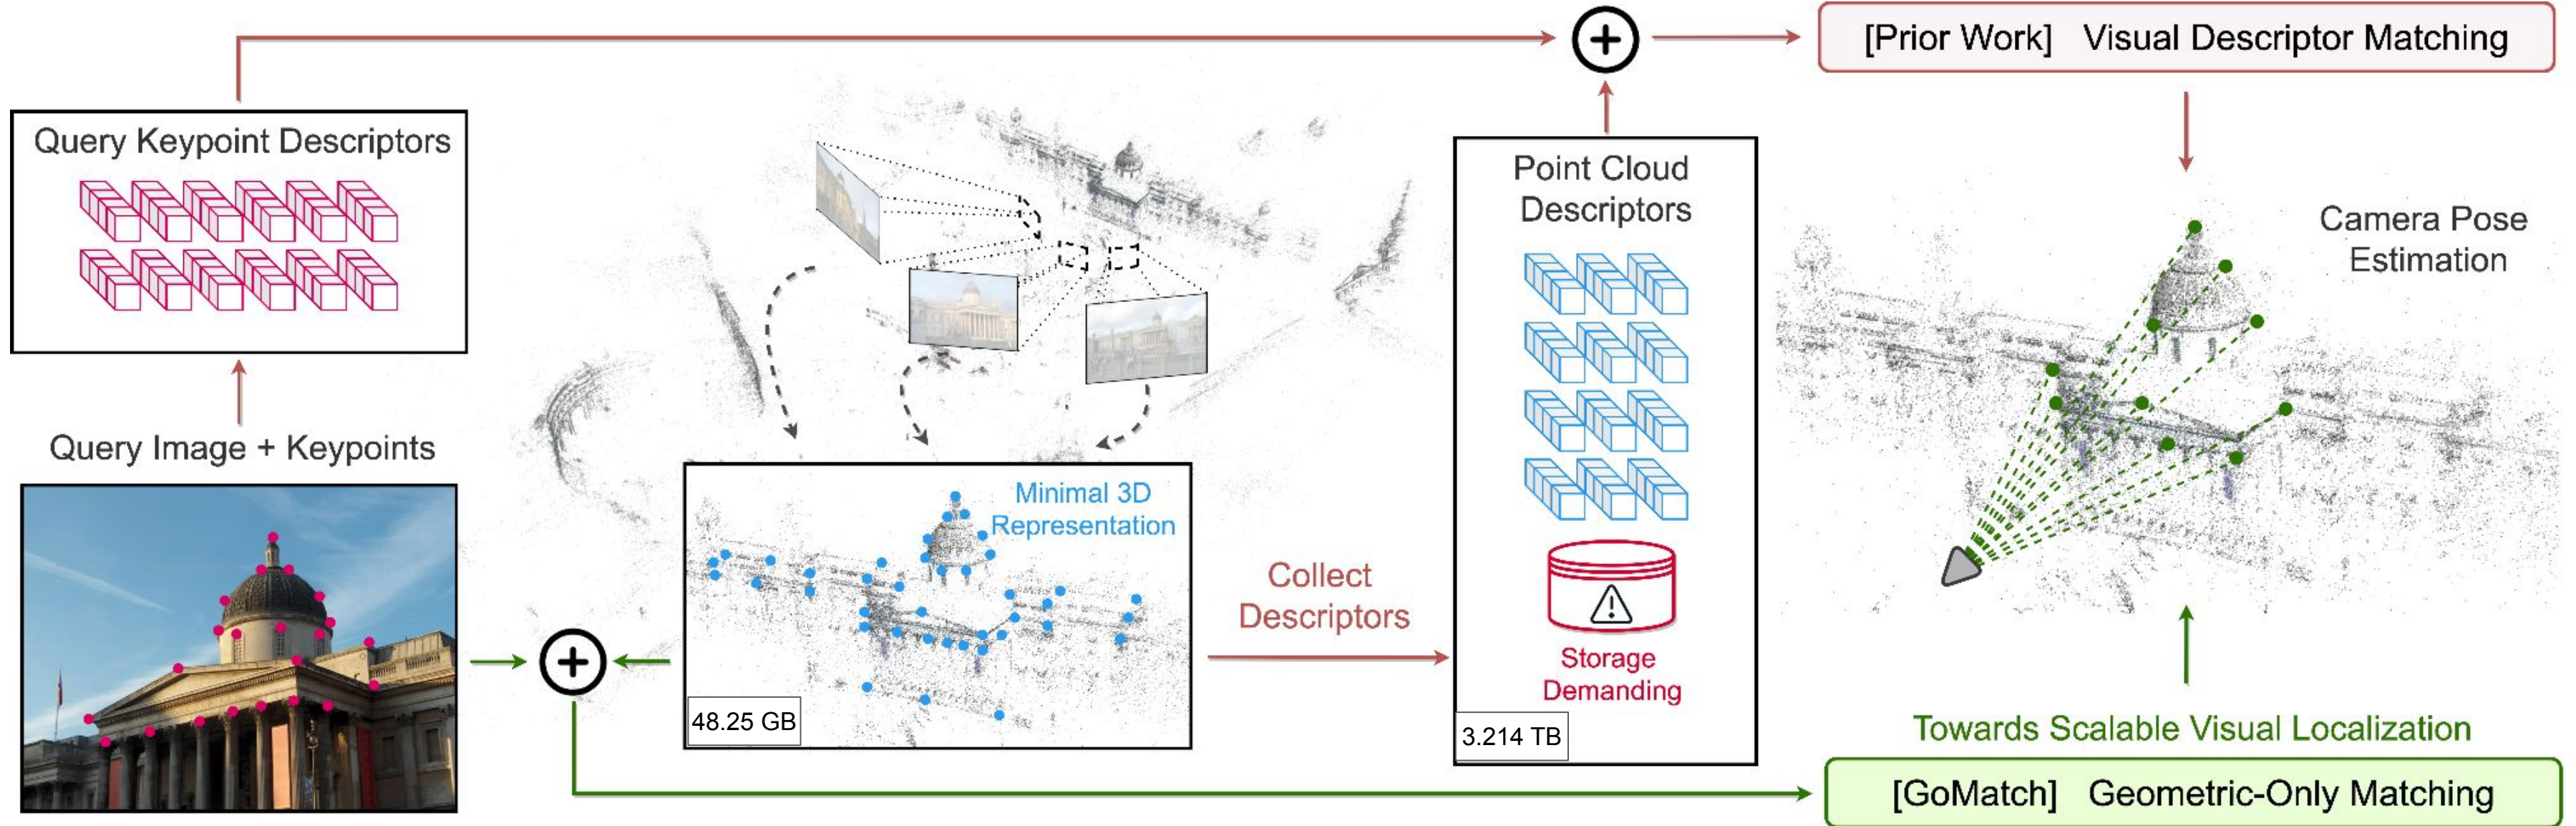 [Prior Work] Visual Descriptor Matching
Query Keypoint Descriptors
Point Cloud
Descriptors
Camera Pose
Estimation
Query Image + Keypoints
Minimal 3D
Representation
Collect
Descriptors
Storage
Demanding
48.25 GB
3.214 TB
Towards Scalable Visual Localization
[GoMatch] Geometric-Only Matching